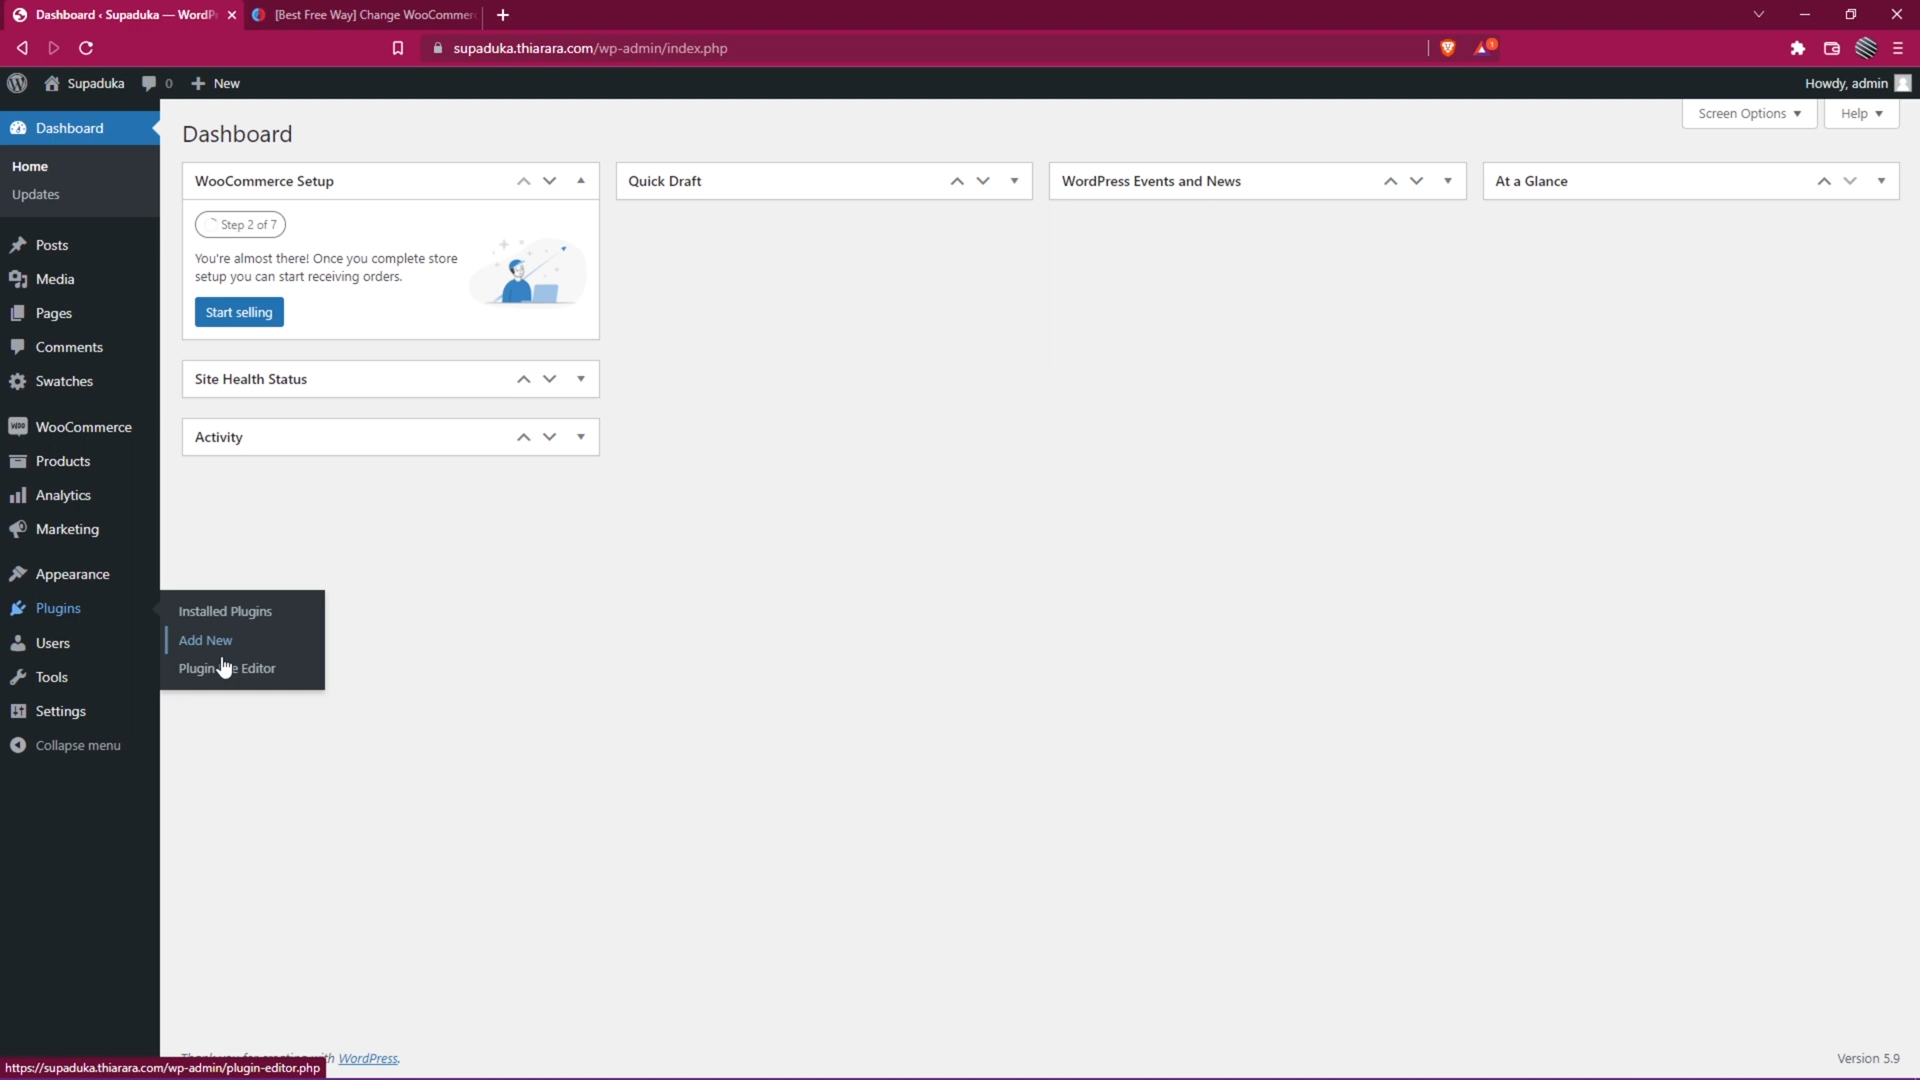 Dashboard ‹ Supaduka — WordP
[Best Free Way] Change WooCommer
supaduka.thiarara.com/wp-admin/index.php
1
Supaduka
0
New
Howdy, admin
Screen Options
Help
Dashboard
Home
Updates
Posts
Media
Pages
Comments
Swatches
WooCommerce
Products
Analytics
Marketing
Appearance
Plugins
Users
Tools
Settings
Collapse menu
Installed Plugins
Add New
Plugin Editor
Dashboard
WooCommerce Setup
Step 2 of 7
You're almost there! Once you complete store
setup you can start receiving orders.
Start selling
Site Health Status
Activity
Quick Draft
WordPress Events and News
At a Glance
WordPress.
Version 5.9
https://supaduka.thiarara.com/wp-admin/plugin-editor.php